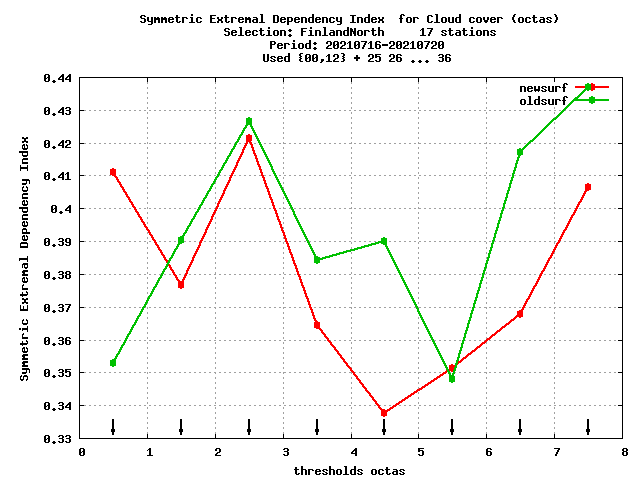 Symmetric Extremal Dependency Index  for Cloud cover (octas)
Selection: FinlandNorth     17 stations
Period: 20210716-20210720
Used {00,12} + 25 26 ... 36
Symmetric Extremal Dependency Index
0.44
0.43
0.42
0.41
0.4
0.39
0.38
0.37
0.36
0.35
0.34
0.33
newsurf
oldsurf
0 1 2 3 4 5 6 7 8
thresholds octas